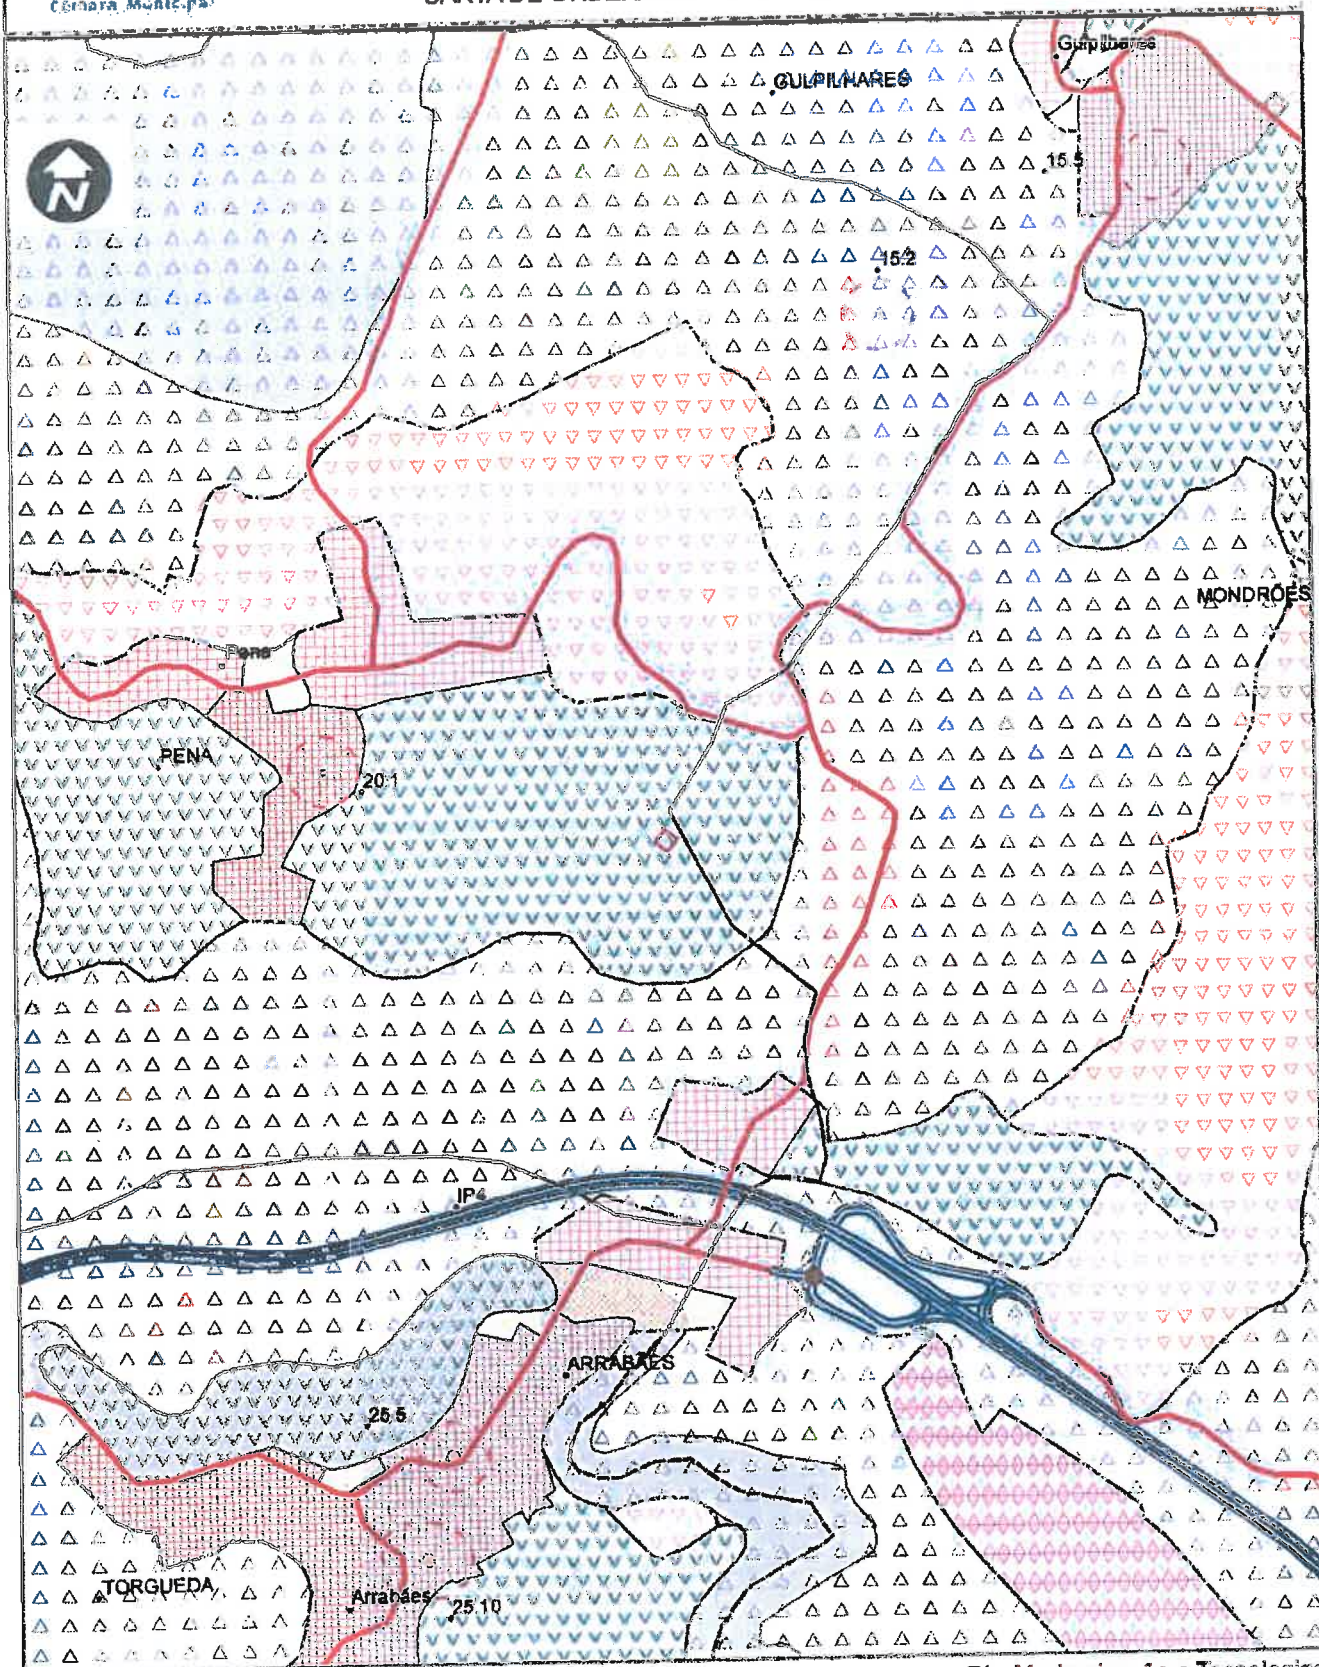 Câmara Municipal
Gulpilhares
GULPILHARES
15.5
15.2
N
MONDRÕES
Pena
PENA
20.1
IP4
ARRABÃES
25.5
TORGUEDA
Arrabães
25.10